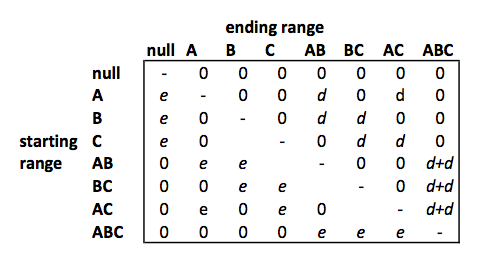 ending range
null A B C AB BC AC ABC
null - 0 0 0 0 0 0 0
A e - 0 0 d 0 d 0
B e 0 - 0 d d 0 0
starting C e 0 - 0 d d 0
range AB 0 e e - 0 0 d+d
BC 0 0 e e - 0 d+d
AC 0 e 0 e 0 - d+d
ABC 0 0 0 0 e e e -